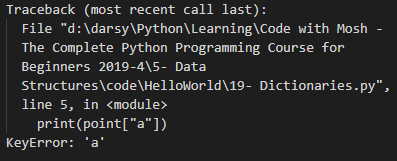 Traceback (most recent call last):
  File "d:\darsy\Python\Learning\Code with Mosh -
  The Complete Python Programming Course for
  Beginners 2019-4\5- Data
  Structures\code\HelloWorld\19- Dictionaries.py",
  line 5, in <module>
    print(point["a"])
KeyError: 'a'